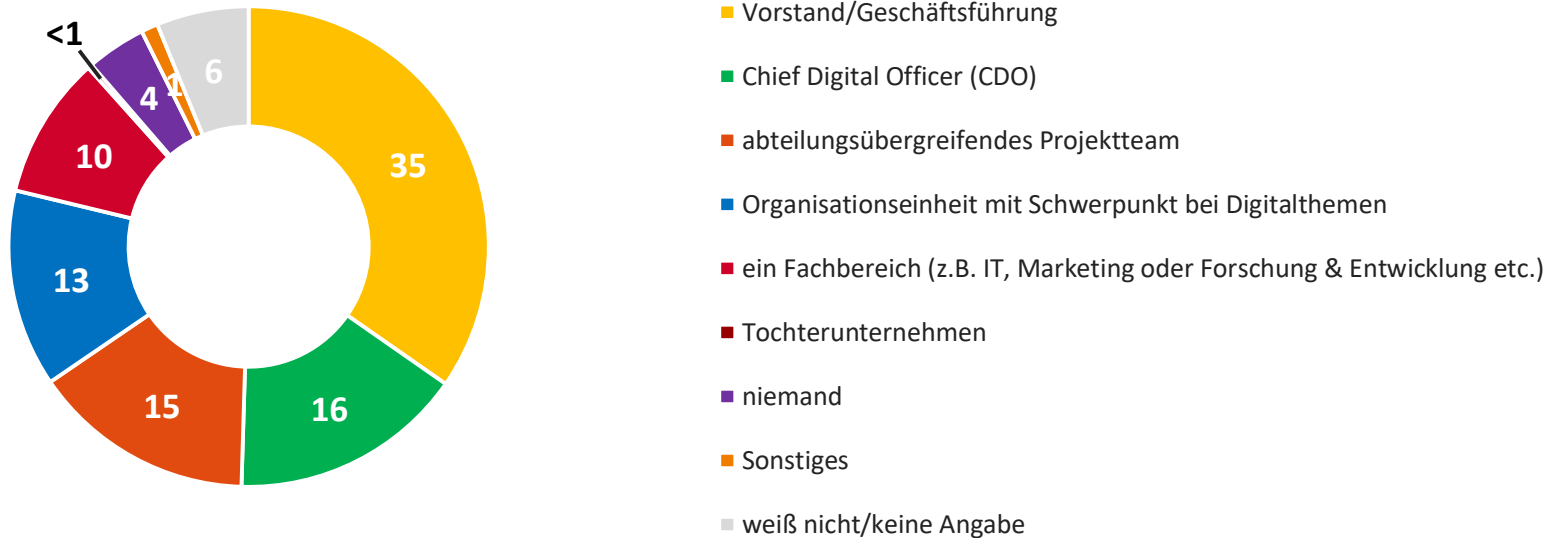 <1
4
1
6
35
10
13
15
16
Vorstand/Geschäftsführung
Chief Digital Officer (CDO)
abteilungsübergreifendes Projektteam
Organisationseinheit mit Schwerpunkt bei Digitalthemen
ein Fachbereich (z.B. IT, Marketing oder Forschung & Entwicklung etc.)
Tochterunternehmen
niemand
Sonstiges
weiß nicht/keine Angabe